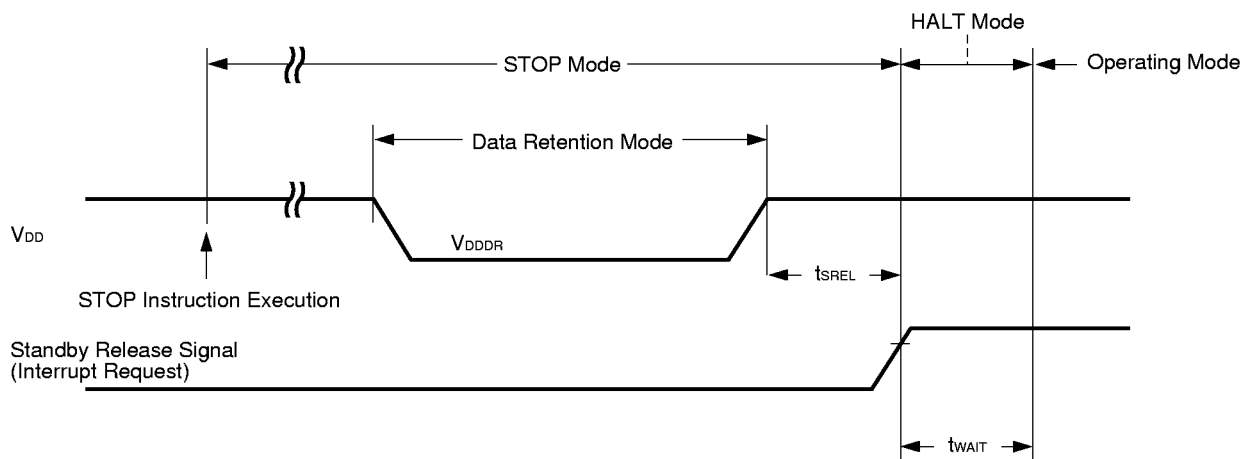 HALT Mode
STOP Mode
Operating Mode
Data Retention Mode
VDD
VDDDR
tSREL
STOP Instruction Execution
Standby Release Signal
(Interrupt Request)
tWAIT